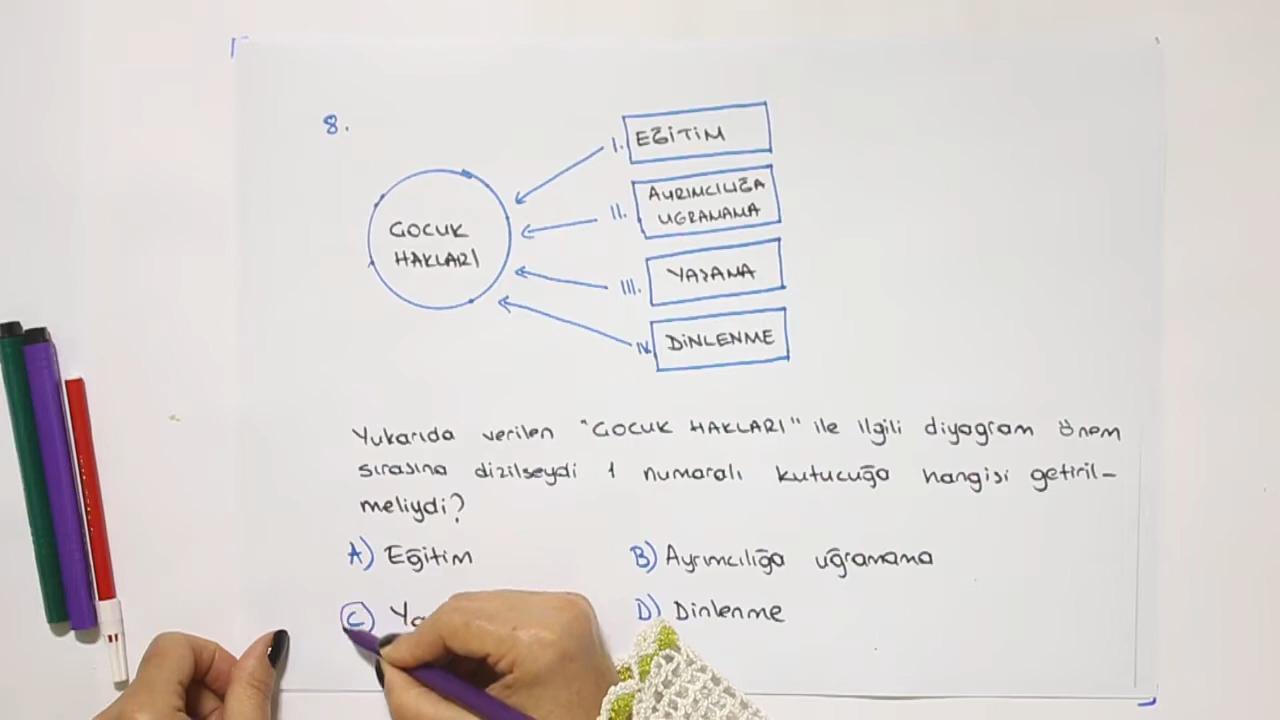 8.
ÇOCUK
HAKLARI
I. EĞİTİM
II. AYRIMCILIĞA
UĞRAMAMA
III. YAŞAMA
IV. DİNLENME
Yukarıda verilen "ÇOCUK HAKLARI" ile ilgili diyagram önem
sırasına dizilseydi 1 numaralı kutucuğa hangisi getiril-
meliydi?
A) Eğitim
B) Ayrımcılığa uğramama
C)
D) Dinlenme